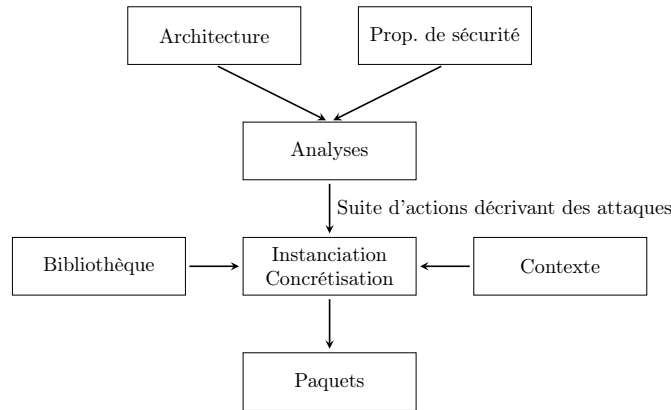 Architecture
Prop. de sécurité
Analyses
Suite d'actions décrivant des attaques
Bibliothèque
Instanciation
Concrétisation
Contexte
Paquets